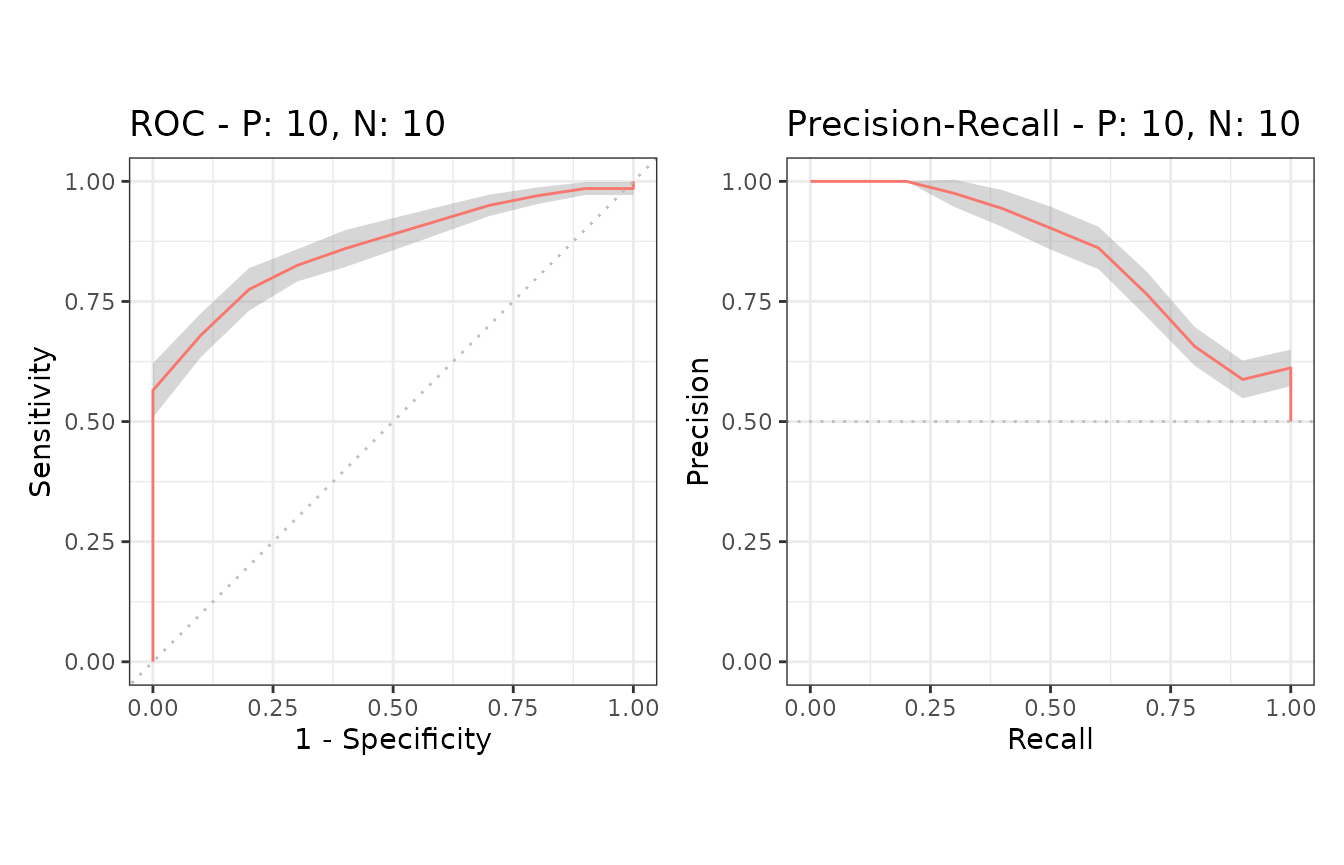 ROC - P: 10, N: 10
Sensitivity
1.00
0.75
0.50
0.25
0.00
0.00 0.25 0.50 0.75 1.00
1 - Specificity
Precision-Recall - P: 10, N: 10
Precision
1.00
0.75
0.50
0.25
0.00
0.00 0.25 0.50 0.75 1.00
Recall